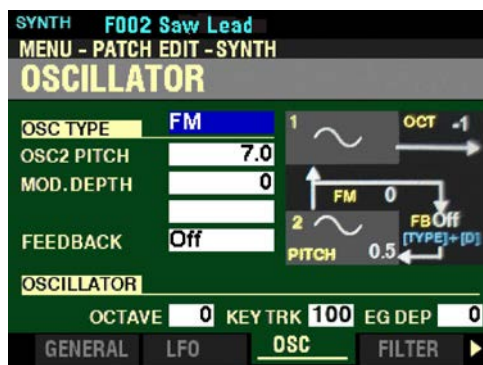 SYNTH F002 Saw Lead
MENU - PATCH EDIT - SYNTH
OSCILLATOR
OSC TYPE FM
OSC2 PITCH 7.0
MOD.DEPTH 0
FEEDBACK Off
1 OCT -1
FM 0
2 FB Off
[TYPE]+[D]
PITCH 0.5
OSCILLATOR
OCTAVE 0 KEY TRK 100 EG DEP 0
GENERAL LFO OSC FILTER